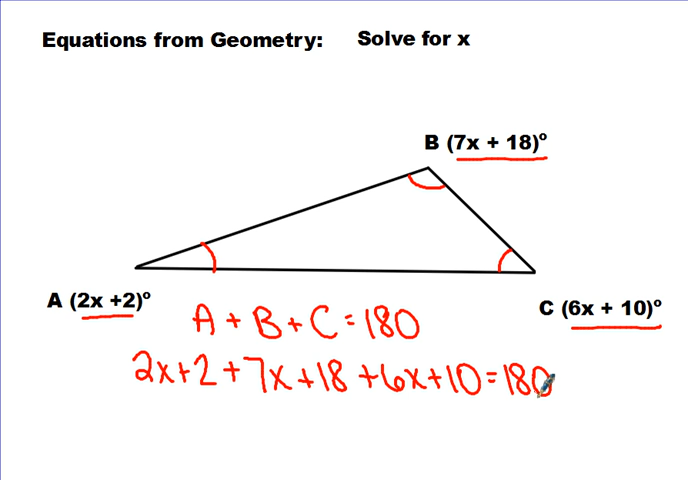 Equations from Geometry: Solve for x
B (7x + 18)º
A (2x +2)º
C (6x + 10)º
A + B + C = 180
2x + 2 + 7x + 18 + 6x + 10 = 180